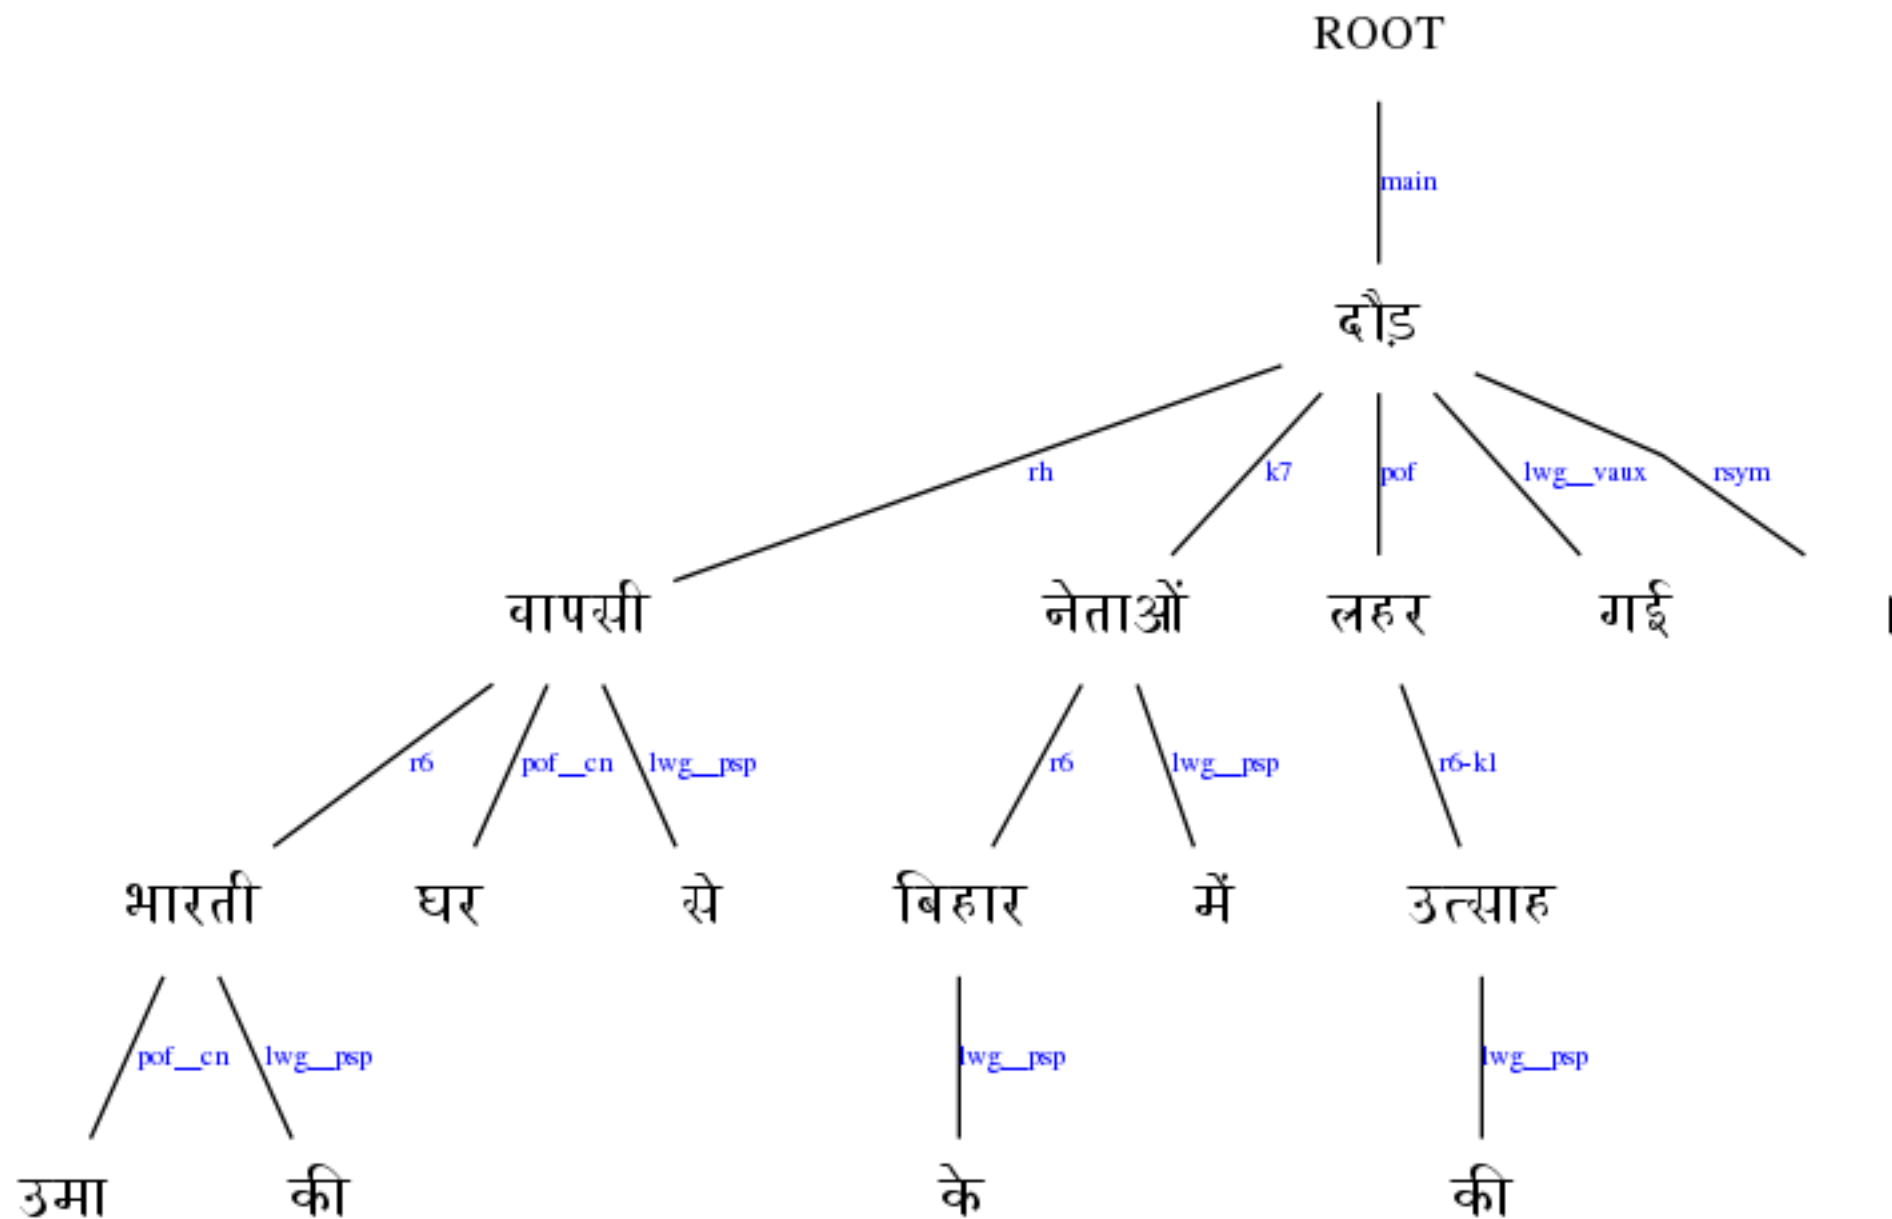 ROOT
main
दौड़
rh k7 pof lwg__vaux rsym
वापसी नेताओं लहर गई ।
r6 pof__cn lwg__psp r6 lwg__psp r6-k1
भारती घर से बिहार में उत्साह
pof__cn lwg__psp lwg__psp lwg__psp
उमा की के की